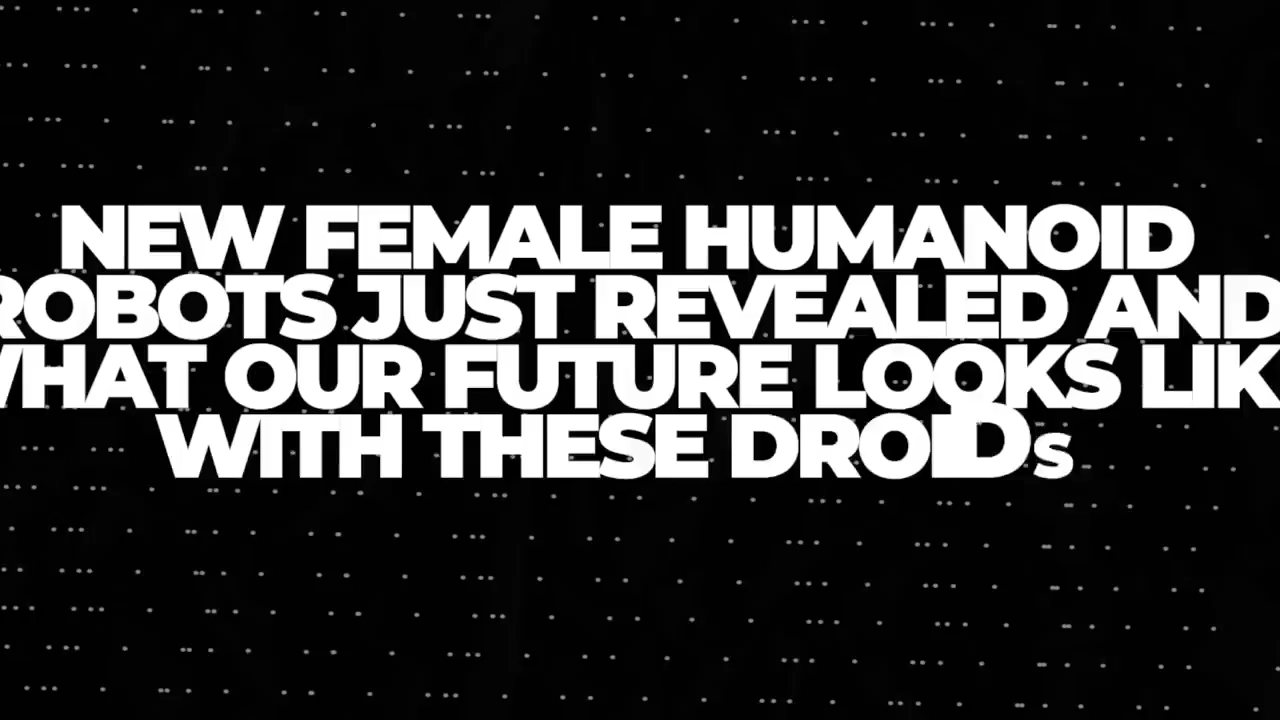 NEW FEMALE HUMANOID
ROBOTS JUST REVEALED AND
WHAT OUR FUTURE LOOKS LIK
WITH THESE DROIDS